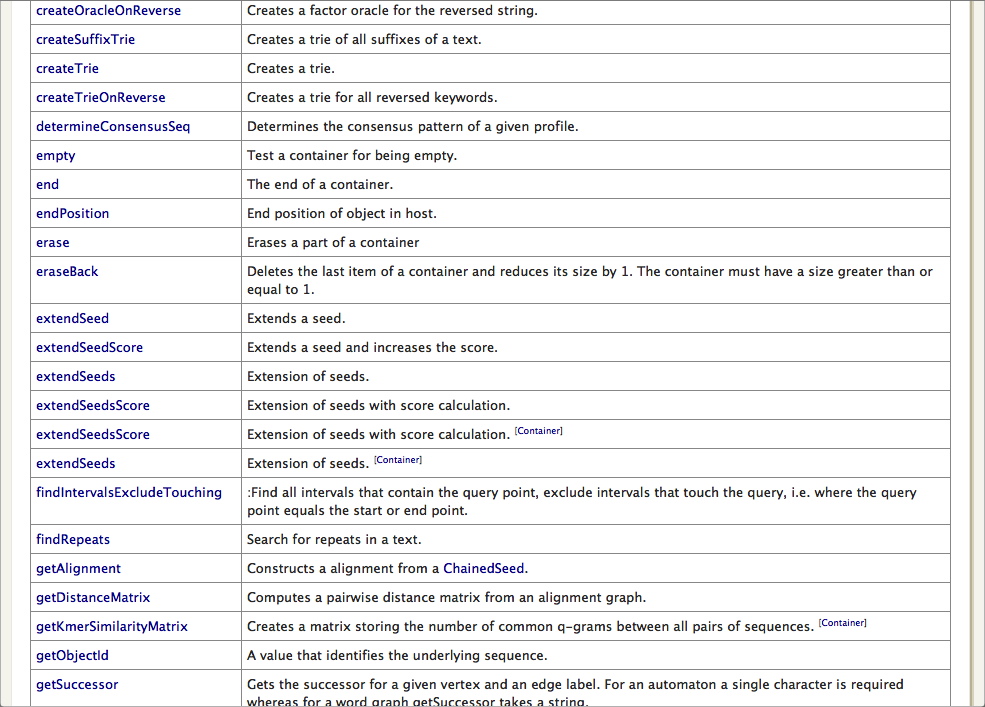 createOracleOnReverse Creates a factor oracle for the reversed string.
createSuffixTrie Creates a trie of all suffixes of a text.
createTrie Creates a trie.
createTrieOnReverse Creates a trie for all reversed keywords.
determineConsensusSeq Determines the consensus pattern of a given profile.
empty Test a container for being empty.
end The end of a container.
endPosition End position of object in host.
erase Erases a part of a container
eraseBack Deletes the last item of a container and reduces its size by 1. The container must have a size greater than or
equal to 1.
extendSeed Extends a seed.
extendSeedScore Extends a seed and increases the score.
extendSeeds Extension of seeds.
extendSeedsScore Extension of seeds with score calculation.
extendSeedsScore Extension of seeds with score calculation. [Container]
extendSeeds Extension of seeds. [Container]
findIntervalsExcludeTouching :Find all intervals that contain the query point, exclude intervals that touch the query, i.e. where the query
point equals the start or end point.
findRepeats Search for repeats in a text.
getAlignment Constructs a alignment from a ChainedSeed.
getDistanceMatrix Computes a pairwise distance matrix from an alignment graph.
getKmerSimilarityMatrix Creates a matrix storing the number of common q-grams between all pairs of sequences. [Container]
getObjectId A value that identifies the underlying sequence.
getSuccessor Gets the successor for a given vertex and an edge label. For an automaton a single character is required
whereas for a word graph getSuccessor takes a string.